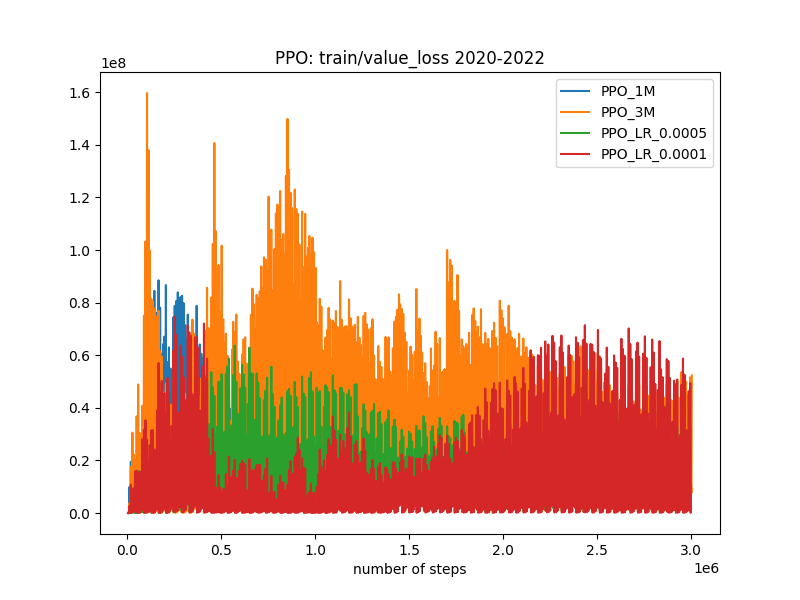 PPO: train/value_loss 2020-2022
1e8
1.6
1.4
1.2
1.0
0.8
0.6
0.4
0.2
0.0
PPO_1M
PPO_3M
PPO_LR_0.0005
PPO_LR_0.0001
0.0 0.5 1.0 1.5 2.0 2.5 3.0
1e6
number of steps